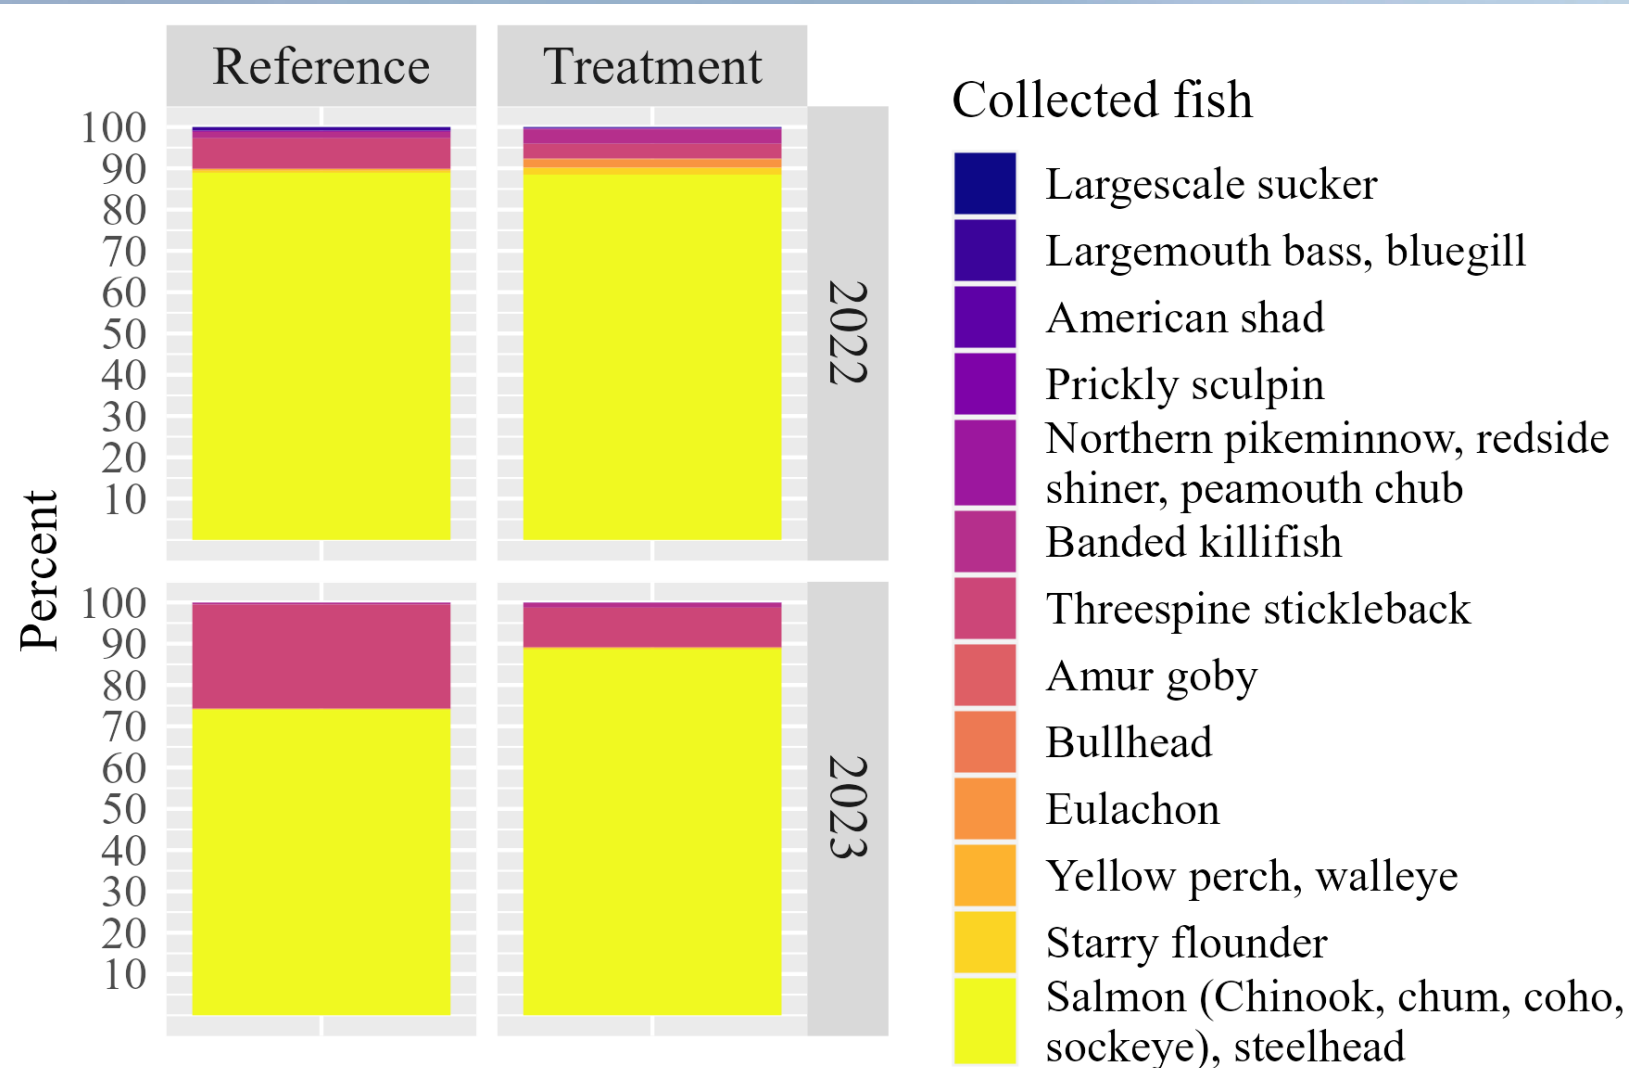 Reference
Treatment
100
90
80
70
60
50
40
30
20
10
2022
100
90
80
70
60
50
40
30
20
10
2023
Percent
Collected fish
Largescale sucker
Largemouth bass, bluegill
American shad
Prickly sculpin
Northern pikeminnow, redside
shiner, peamouth chub
Banded killifish
Threespine stickleback
Amur goby
Bullhead
Eulachon
Yellow perch, walleye
Starry flounder
Salmon (Chinook, chum, coho,
sockeye), steelhead